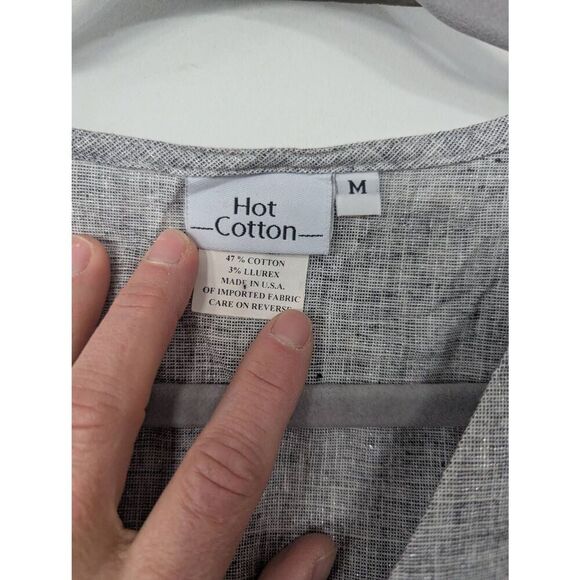 Hot
Cotton
M
47 % COTTON
3% LLUREX
MADE IN U.S.A.
OF IMPORTED FABRIC
CARE ON REVERSE